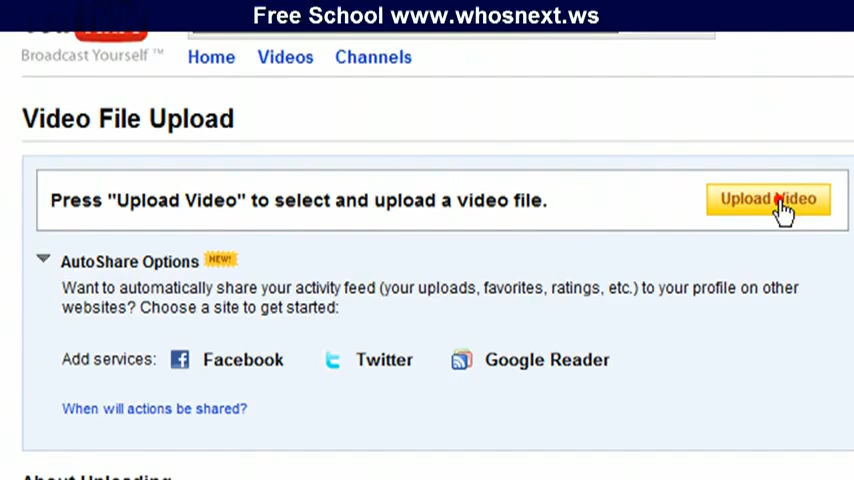 Free School www.whosnext.ws
Broadcast Yourself ™
Home Videos Channels
Video File Upload
Press "Upload Video" to select and upload a video file.
Upload Video
AutoShare Options NEW!
Want to automatically share your activity feed (your uploads, favorites, ratings, etc.) to your profile on other
websites? Choose a site to get started:
Add services: Facebook Twitter Google Reader
When will actions be shared?
About Uploading